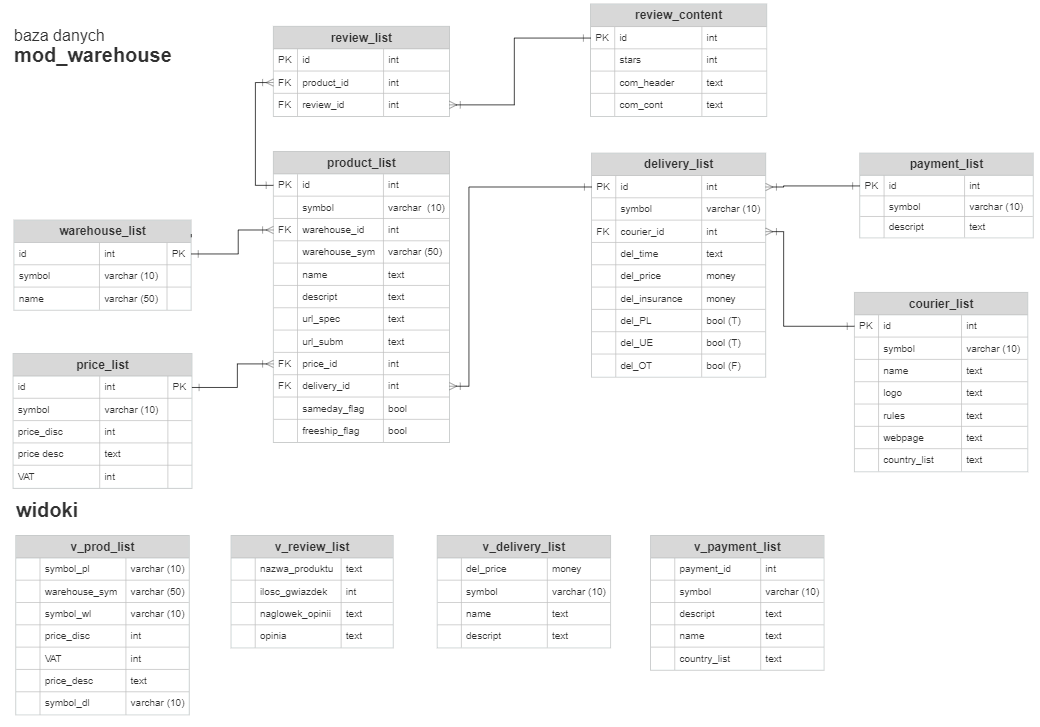 baza danych
mod_warehouse
review_list
PK id int
FK product_id int
FK review_id int
review_content
PK id int
stars int
com_header text
com_cont text
product_list
PK id int
symbol varchar (10)
FK warehouse_id int
warehouse_sym varchar (50)
name text
descript text
url_spec text
url_subm text
FK price_id int
FK delivery_id int
sameday_flag bool
freeship_flag bool
delivery_list
PK id int
symbol varchar (10)
FK courier_id int
del_time text
del_price money
del_insurance money
del_PL bool (T)
del_UE bool (T)
del_OT bool (F)
payment_list
PK id int
symbol varchar (10)
descript text
warehouse_list
id int PK
symbol varchar (10)
name varchar (50)
courier_list
PK id int
symbol varchar (10)
name text
logo text
rules text
webpage text
country_list text
price_list
id int PK
symbol varchar (10)
price_disc int
price desc text
VAT int
widoki
v_prod_list
symbol_pl varchar (10)
warehouse_sym varchar (50)
symbol_wl varchar (10)
price_disc int
VAT int
price_desc text
symbol_dl varchar (10)
v_review_list
nazwa_produktu text
ilosc_gwiazdek int
naglowek_opinii text
opinia text
v_delivery_list
del_price money
symbol varchar (10)
name text
descript text
v_payment_list
payment_id int
symbol varchar (10)
descript text
name text
country_list text